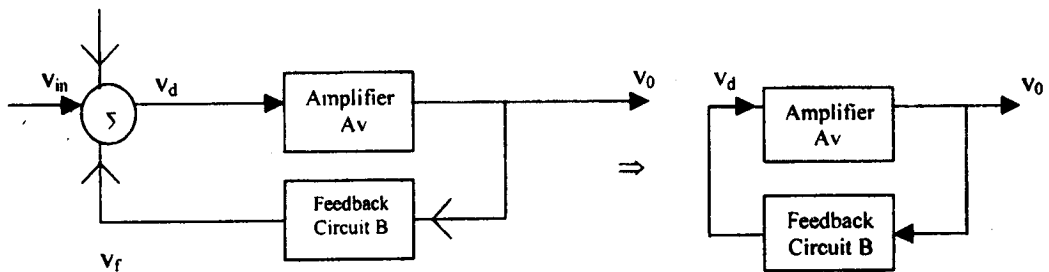 v_in
v_d
Σ
Amplifier
Av
v_0
Feedback
Circuit B
v_f
⇒
v_d
Amplifier
Av
v_0
Feedback
Circuit B